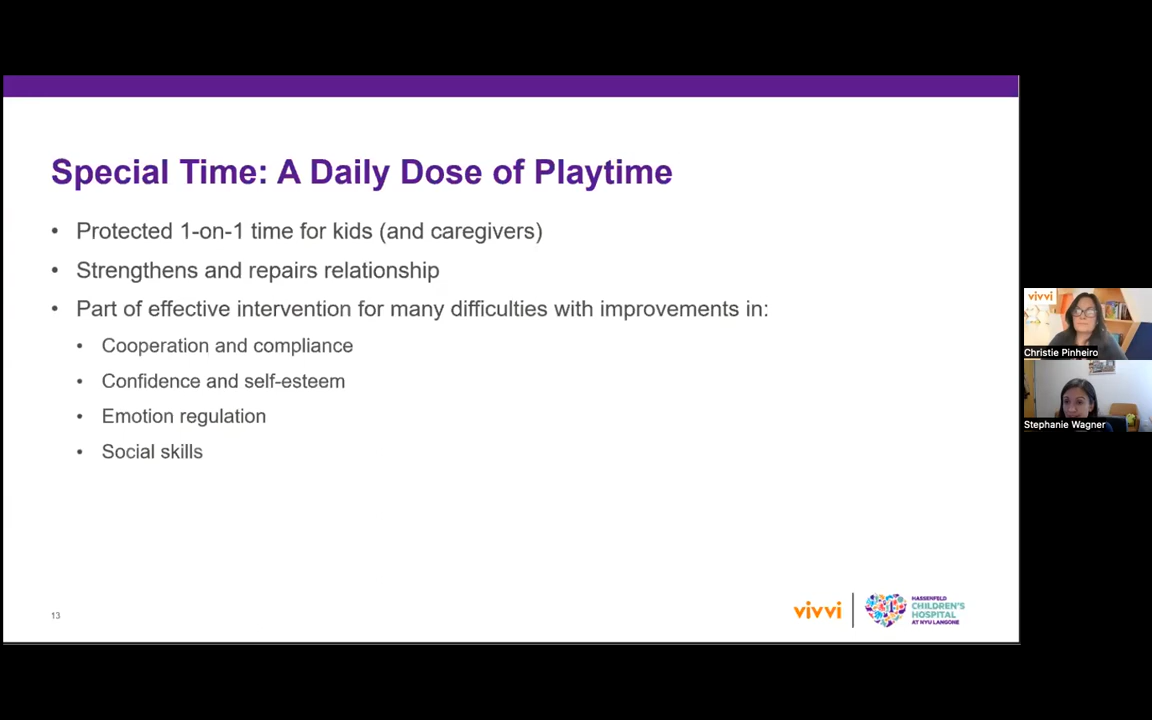 Special Time: A Daily Dose of Playtime
• Protected 1-on-1 time for kids (and caregivers)
• Strengthens and repairs relationship
• Part of effective intervention for many difficulties with improvements in:
• Cooperation and compliance
• Confidence and self-esteem
• Emotion regulation
• Social skills
vivvi
Christie Pinheiro
Stephanie Wagner
13
vivvi
HASSENFELD
CHILDREN'S
HOSPITAL
AT NYU LANGONE